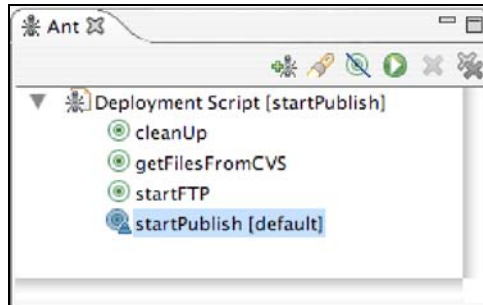 Ant
Deployment Script [startPublish]
cleanUp
getFilesFromCVS
startFTP
startPublish [default]